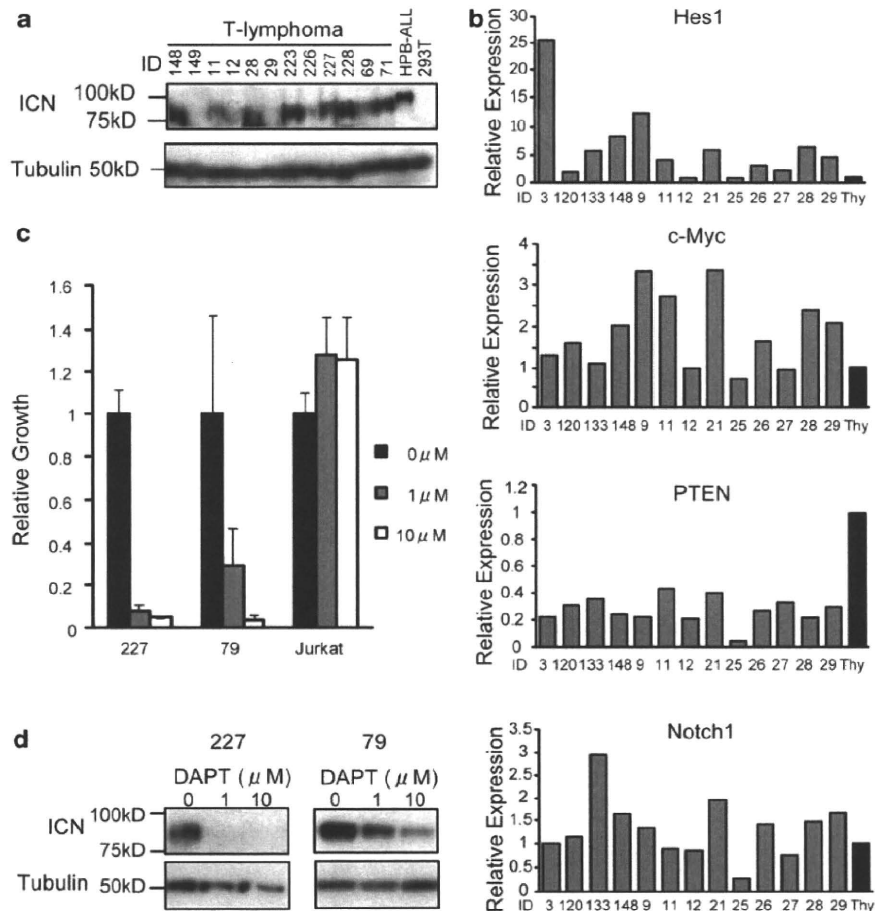 a
T-lymphoma
ID 148 149 11 12 28 29 223 226 227 228 69 71 HPB-ALL 293T
ICN
100kD
75kD
Tubulin 50kD
b
Hes1
Relative Expression
30
25
20
15
10
5
0
ID 3 120 133 148 9 11 12 21 25 26 27 28 29 Thy
c-Myc
Relative Expression
4
3
2
1
0
ID 3 120 133 148 9 11 12 21 25 26 27 28 29 Thy
PTEN
Relative Expression
1.2
1
0.8
0.6
0.4
0.2
0
ID 3 120 133 148 9 11 12 21 25 26 27 28 29 Thy
Notch1
Relative Expression
3.5
3
2.5
2
1.5
1
0.5
0
ID 3 120 133 148 9 11 12 21 25 26 27 28 29 Thy
c
Relative Growth
1.6
1.4
1.2
1
0.8
0.6
0.4
0.2
0
227 79 Jurkat
0 μM
1 μM
10 μM
d
227 79
DAPT (μM) DAPT (μM)
0 1 10 0 1 10
ICN
100kD
75kD
Tubulin 50kD